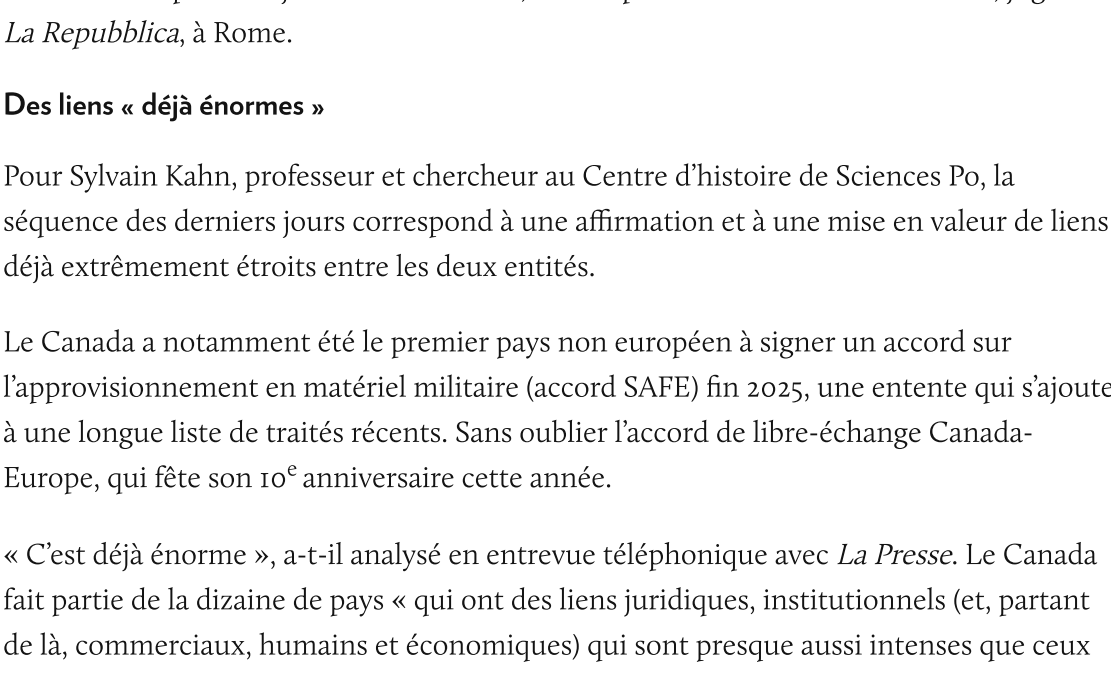 La Repubblica, à Rome.
Des liens « déjà énormes »
Pour Sylvain Kahn, professeur et chercheur au Centre d’histoire de Sciences Po, la
séquence des derniers jours correspond à une affirmation et à une mise en valeur de liens
déjà extrêmement étroits entre les deux entités.
Le Canada a notamment été le premier pays non européen à signer un accord sur
l’approvisionnement en matériel militaire (accord SAFE) fin 2025, une entente qui s’ajoute
à une longue liste de traités récents. Sans oublier l’accord de libre-échange Canada-
Europe, qui fête son 10e anniversaire cette année.
« C’est déjà énorme », a-t-il analysé en entrevue téléphonique avec La Presse. Le Canada
fait partie de la dizaine de pays « qui ont des liens juridiques, institutionnels (et, partant
de là, commerciaux, humains et économiques) qui sont presque aussi intenses que ceux